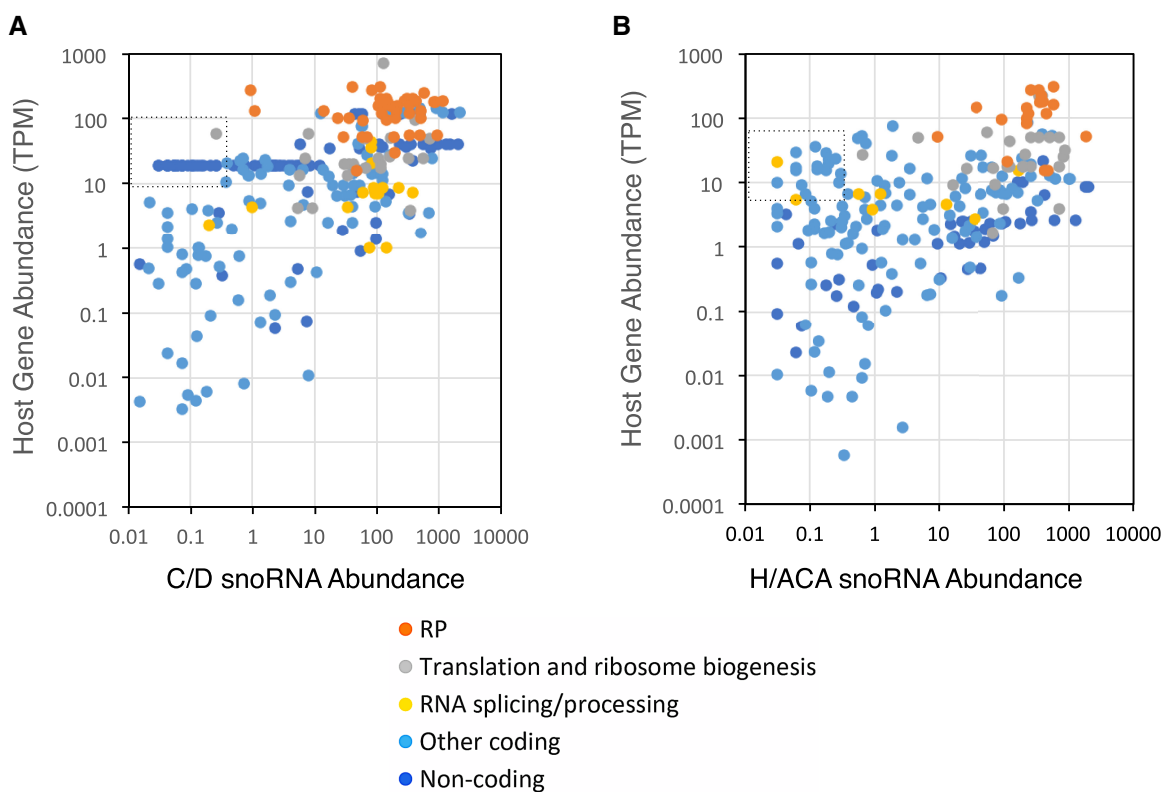 A
Host Gene Abundance (TPM)
1000
100
10
1
0.1
0.01
0.001
0.0001
0.01
0.1
1
10
100
1000
10000
C/D snoRNA Abundance
B
Host Gene Abundance (TPM)
1000
100
10
1
0.1
0.01
0.001
0.0001
0.01
0.1
1
10
100
1000
10000
H/ACA snoRNA Abundance
RP
Translation and ribosome biogenesis
RNA splicing/processing
Other coding
Non-coding